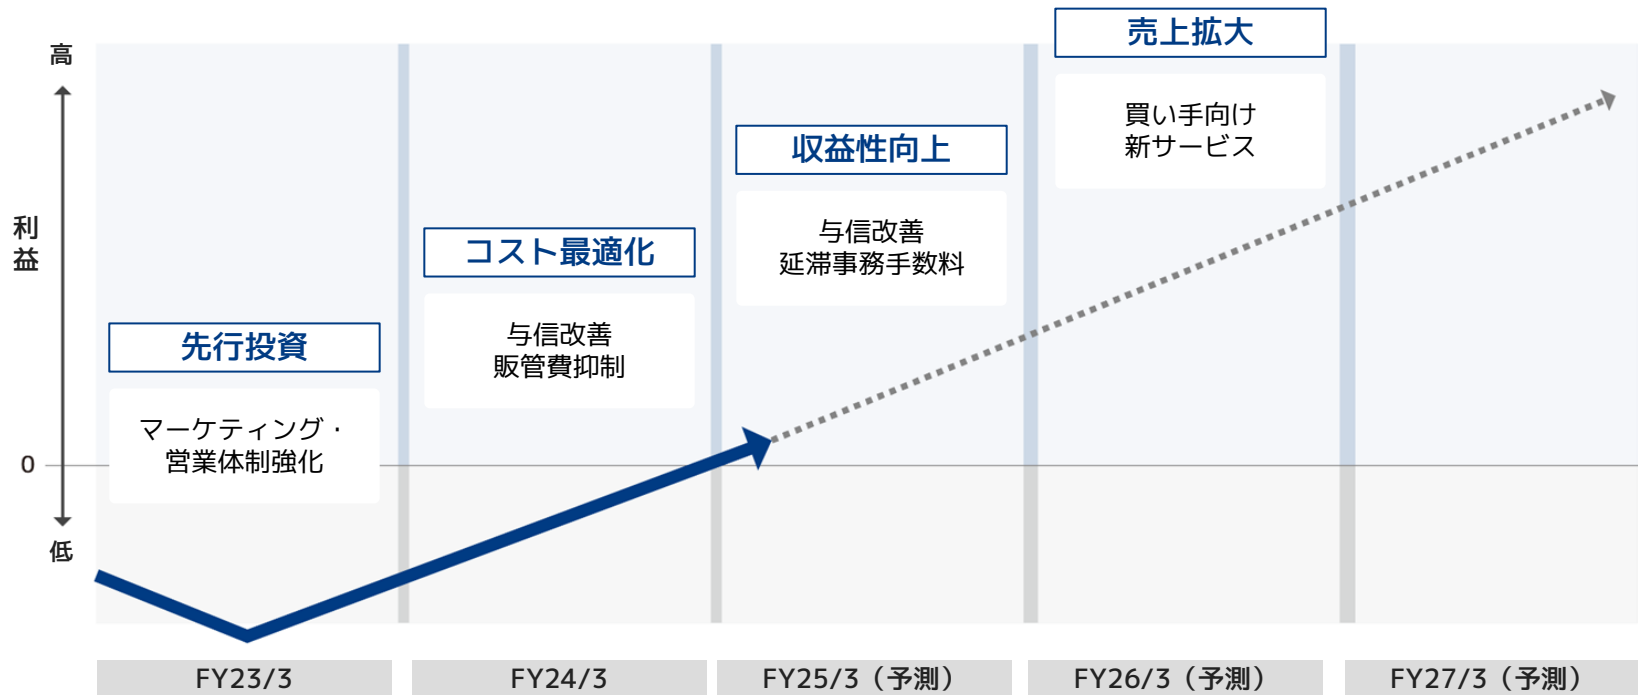 高
利
益
0
低
先行投資
マーケティング・
営業体制強化
コスト最適化
与信改善
販管費抑制
収益性向上
与信改善
延滞事務手数料
売上拡大
買い手向け
新サービス
FY23/3
FY24/3
FY25/3（予測）
FY26/3（予測）
FY27/3（予測）